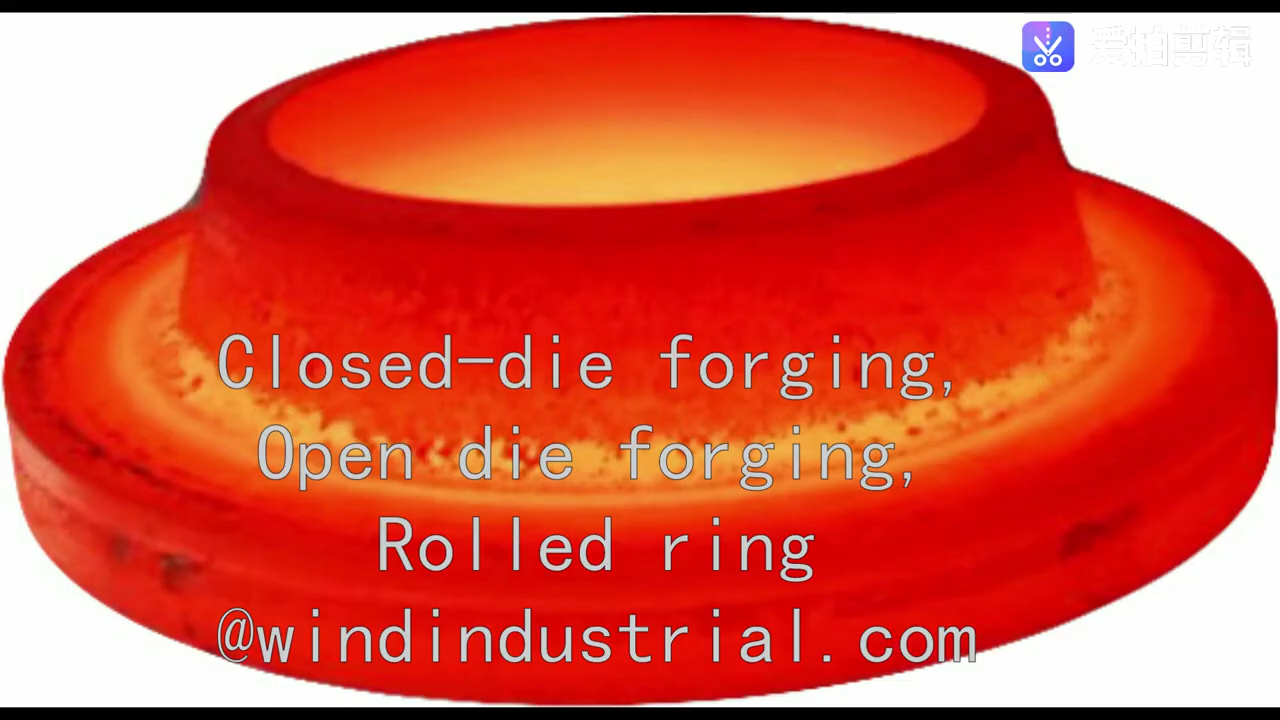 爱拍剪辑
Closed-die forging,
Open die forging,
Rolled ring
@windindustrial.com